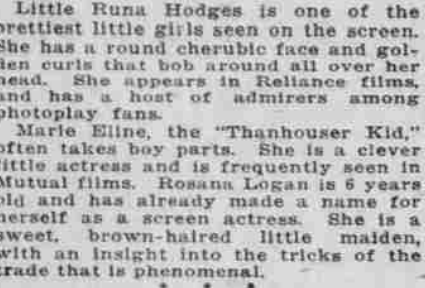 Little Runa Hodges is one of the
prettiest little girls seen on the screen.
She has a round cherubic face and gol-
den curls that bob around all over her
head. She appears in Reliance films,
and has a host of admirers among
photoplay fans.
Marie Eline, the "Thanhouser Kid,"
often takes boy parts. She is a clever
little actress and is frequently seen in
Mutual films. Rosana Logan is 6 years
old and has already made a name for
herself as a screen actress. She is a
sweet, brown-haired little maiden,
with an insight into the tricks of the
trade that is phenomenal.